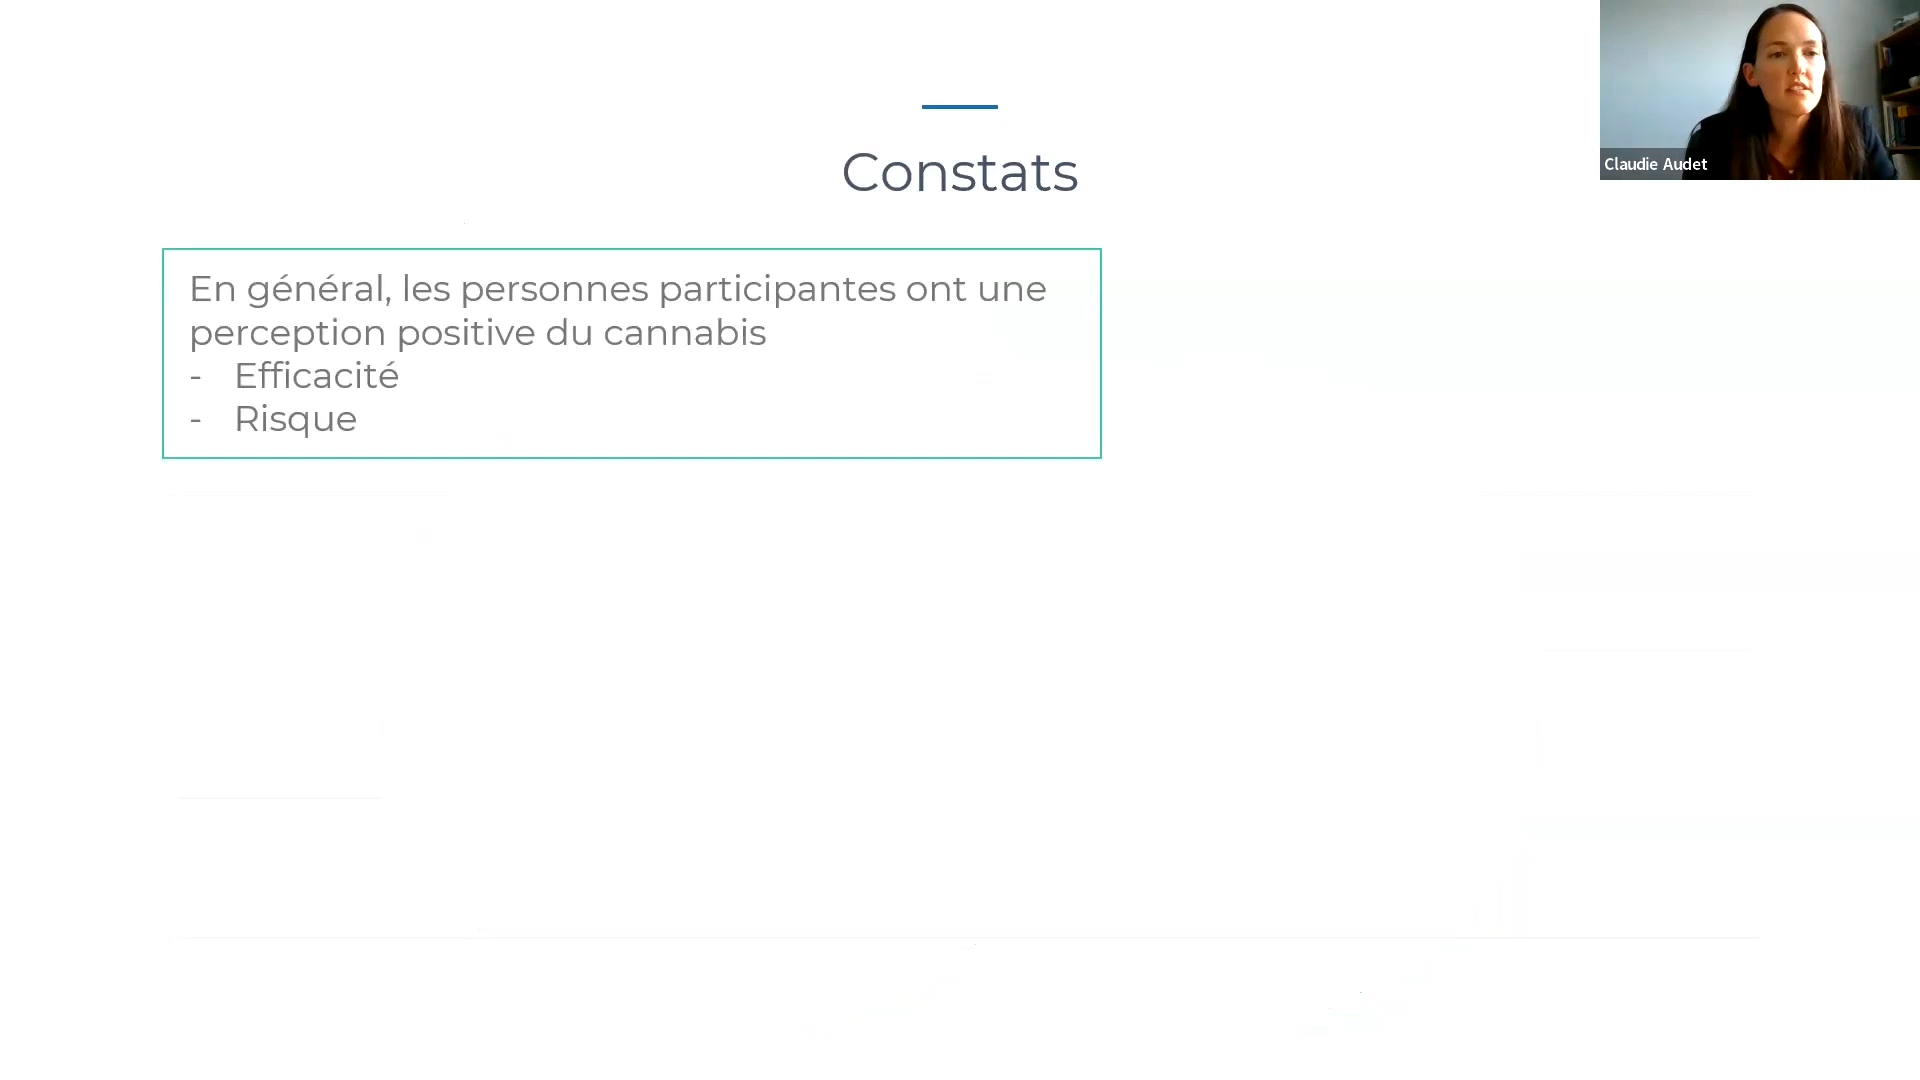 Constats
En général, les personnes participantes ont une
perception positive du cannabis
- Efficacité
- Risque
Claudie Audet